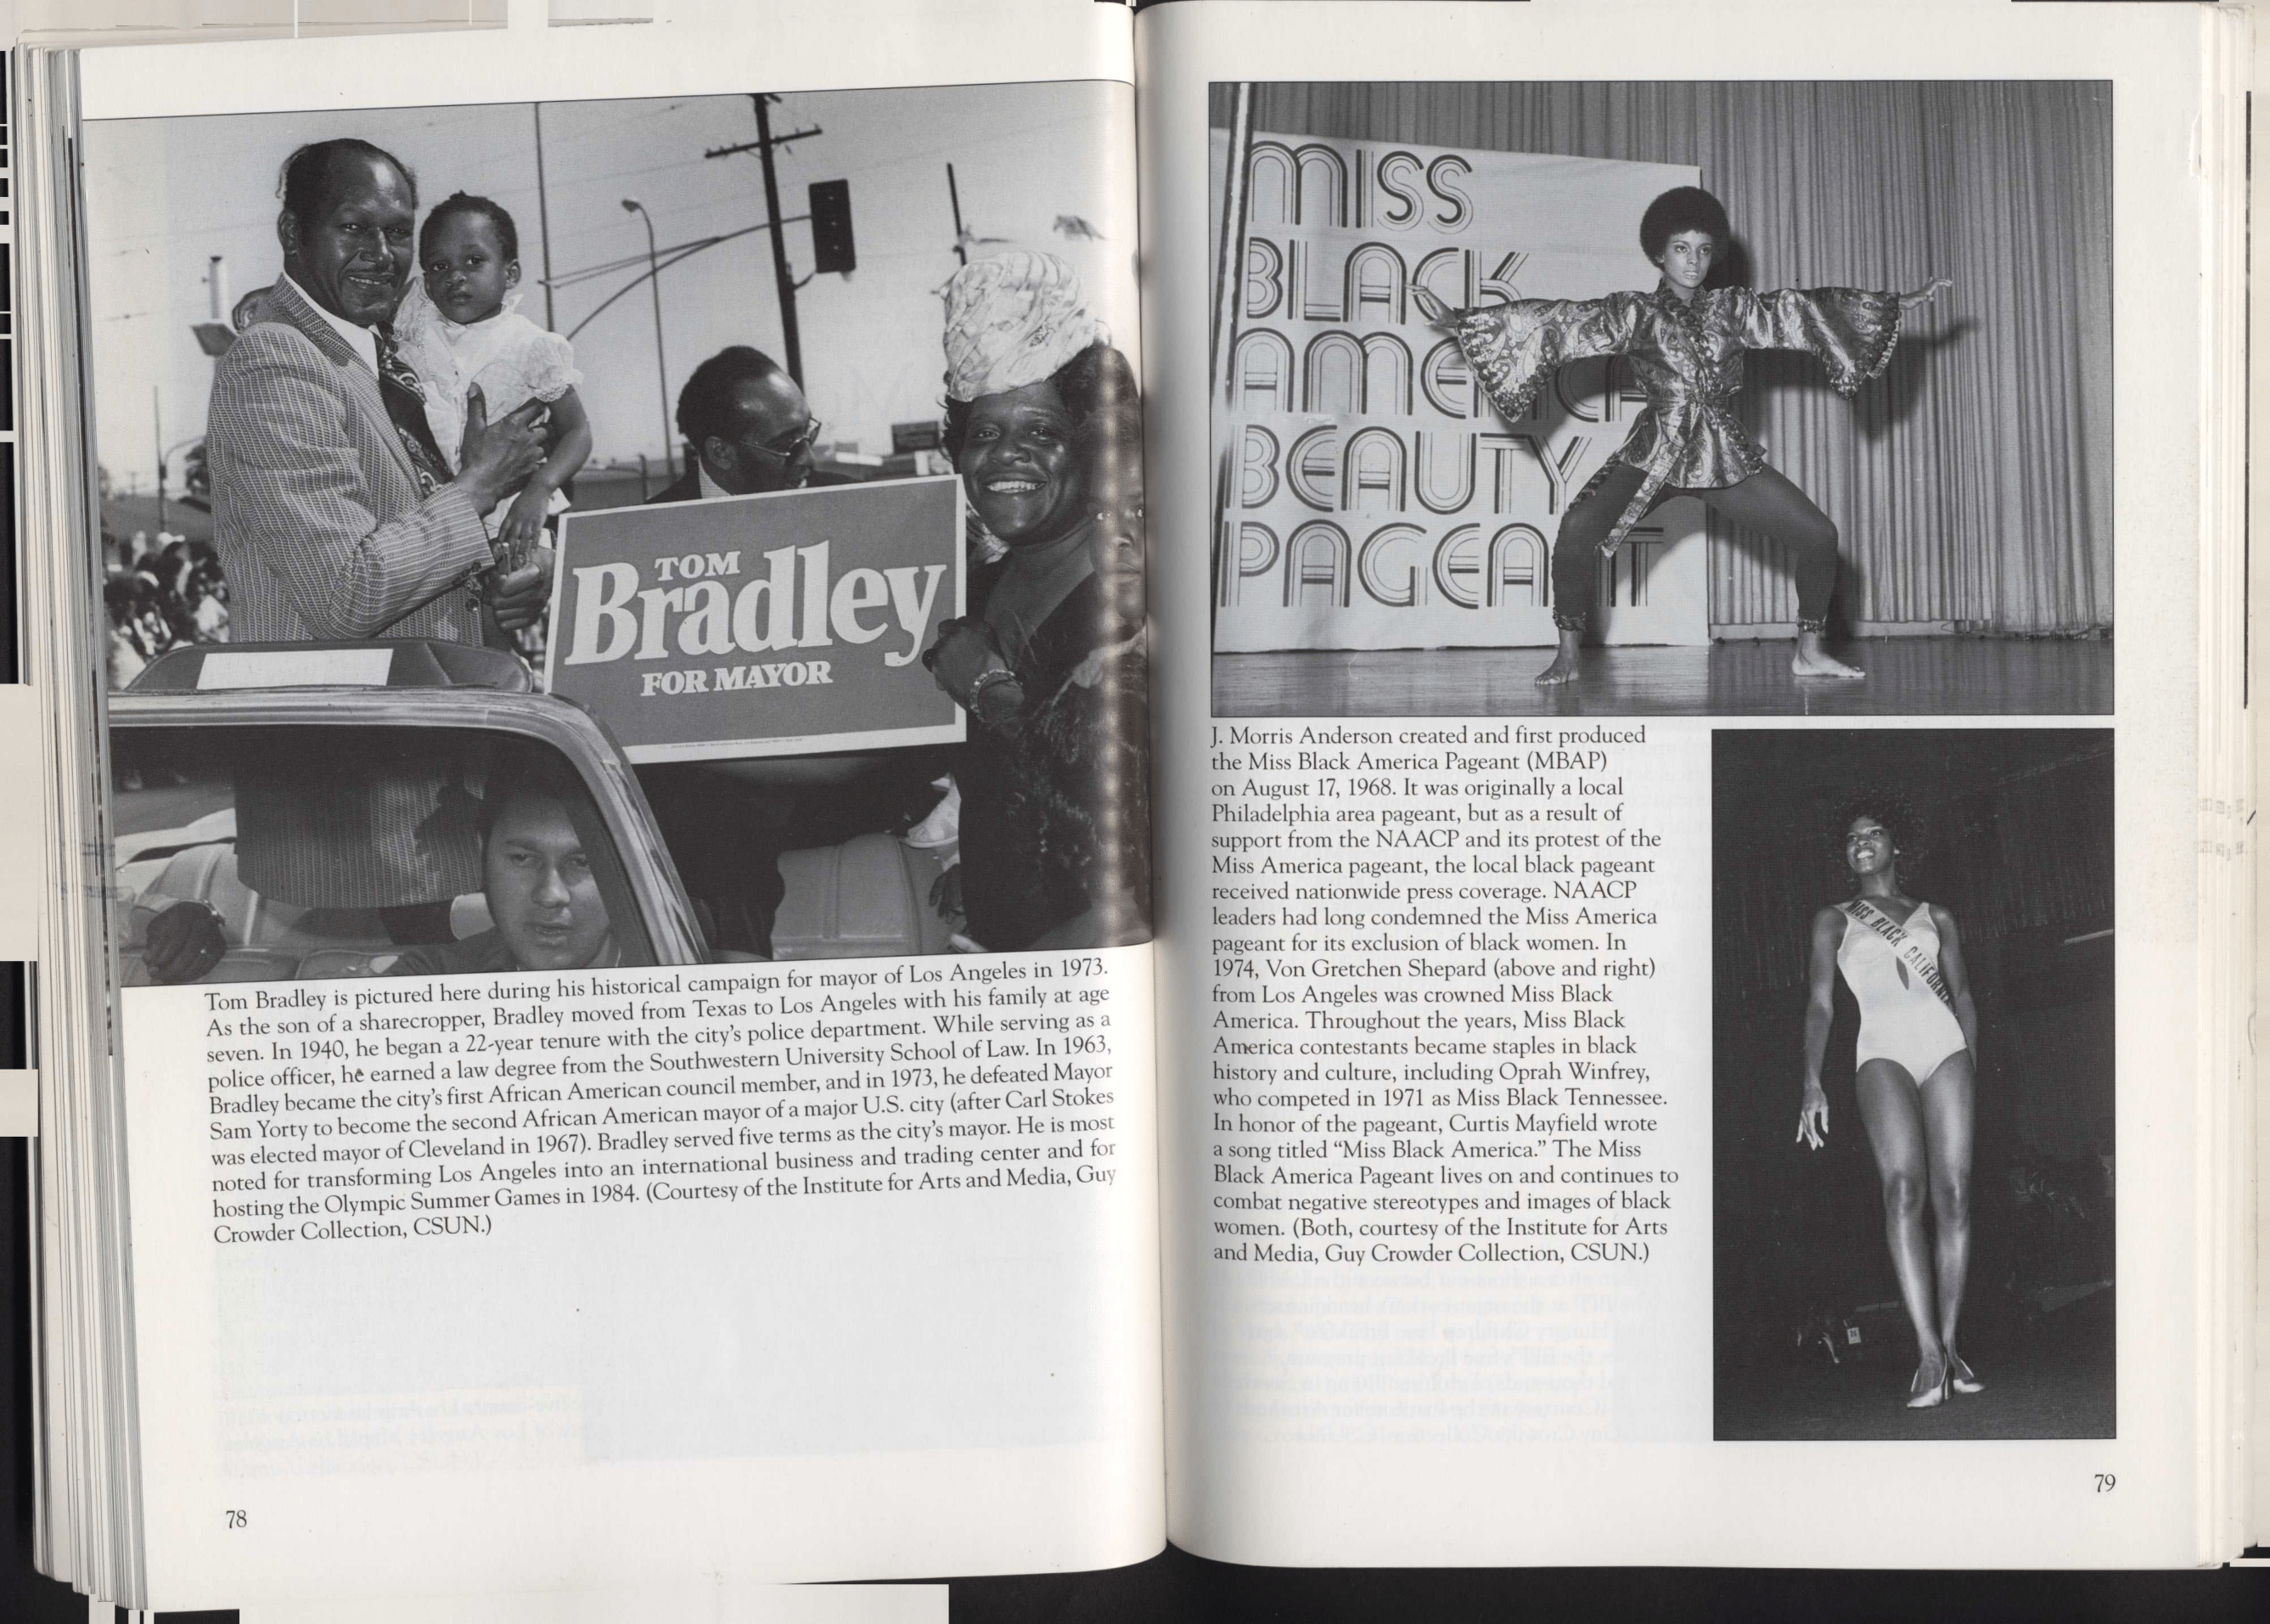 TOM
Bradley
FOR MAYOR
Tom Bradley is pictured here during his historical campaign for mayor of Los Angeles in 1973.
As the son of a sharecropper, Bradley moved from Texas to Los Angeles with his family at age
seven. In 1940, he began a 22-year tenure with the city's police department. While serving as a
police officer, he earned a law degree from the Southwestern University School of Law. In 1963,
Bradley became the city's first African American council member, and in 1973, he defeated Mayor
Sam Yorty to become the second African American mayor of a major U.S. city (after Carl Stokes
was elected mayor of Cleveland in 1967). Bradley served five terms as the city's mayor. He is most
noted for transforming Los Angeles into an international business and trading center and for
hosting the Olympic Summer Games in 1984. (Courtesy of the Institute for Arts and Media, Guy
Crowder Collection, CSUN.)
78
MISS
BLACK
AMERICA
BEAUTY
PAGEANT
J. Morris Anderson created and first produced
the Miss Black America Pageant (MBAP)
on August 17, 1968. It was originally a local
Philadelphia area pageant, but as a result of
support from the NAACP and its protest of the
Miss America pageant, the local black pageant
received nationwide press coverage. NAACP
leaders had long condemned the Miss America
pageant for its exclusion of black women. In
1974, Von Gretchen Shepard (above and right)
from Los Angeles was crowned Miss Black
America. Throughout the years, Miss Black
America contestants became staples in black
history and culture, including Oprah Winfrey,
who competed in 1971 as Miss Black Tennessee.
In honor of the pageant, Curtis Mayfield wrote
a song titled “Miss Black America.” The Miss
Black America Pageant lives on and continues to
combat negative stereotypes and images of black
women. (Both, courtesy of the Institute for Arts
and Media, Guy Crowder Collection, CSUN.)
MISS BLACK CALIFORNIA
79